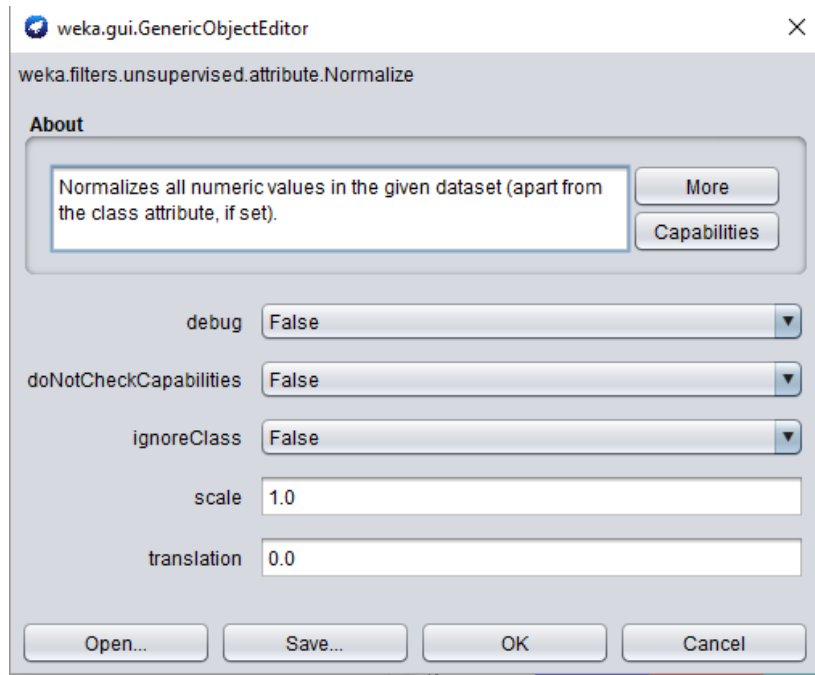 weka.gui.GenericObjectEditor
weka.filters.unsupervised.attribute.Normalize
About
Normalizes all numeric values in the given dataset (apart from
the class attribute, if set).
More
Capabilities
debug False
doNotCheckCapabilities False
ignoreClass False
scale 1.0
translation 0.0
Open... Save... OK Cancel